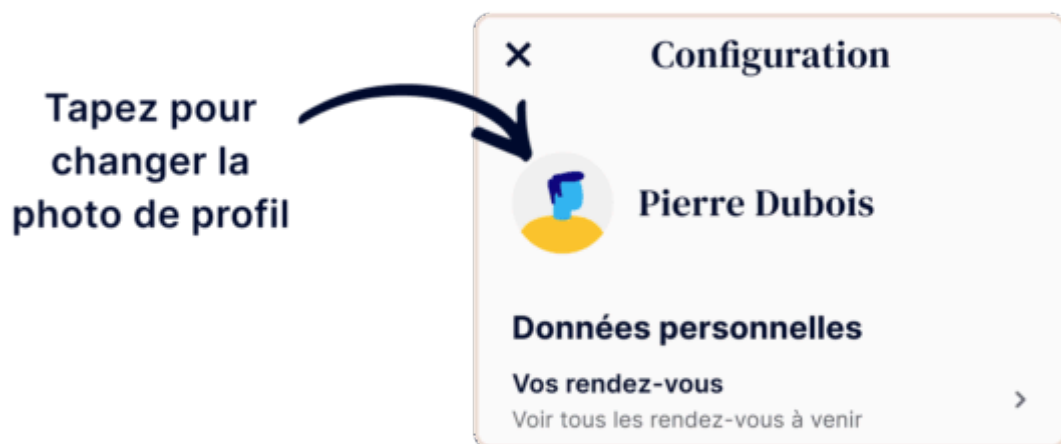 Tapez pour
changer la
photo de profil
Configuration
Pierre Dubois
Données personnelles
Vos rendez-vous
Voir tous les rendez-vous à venir